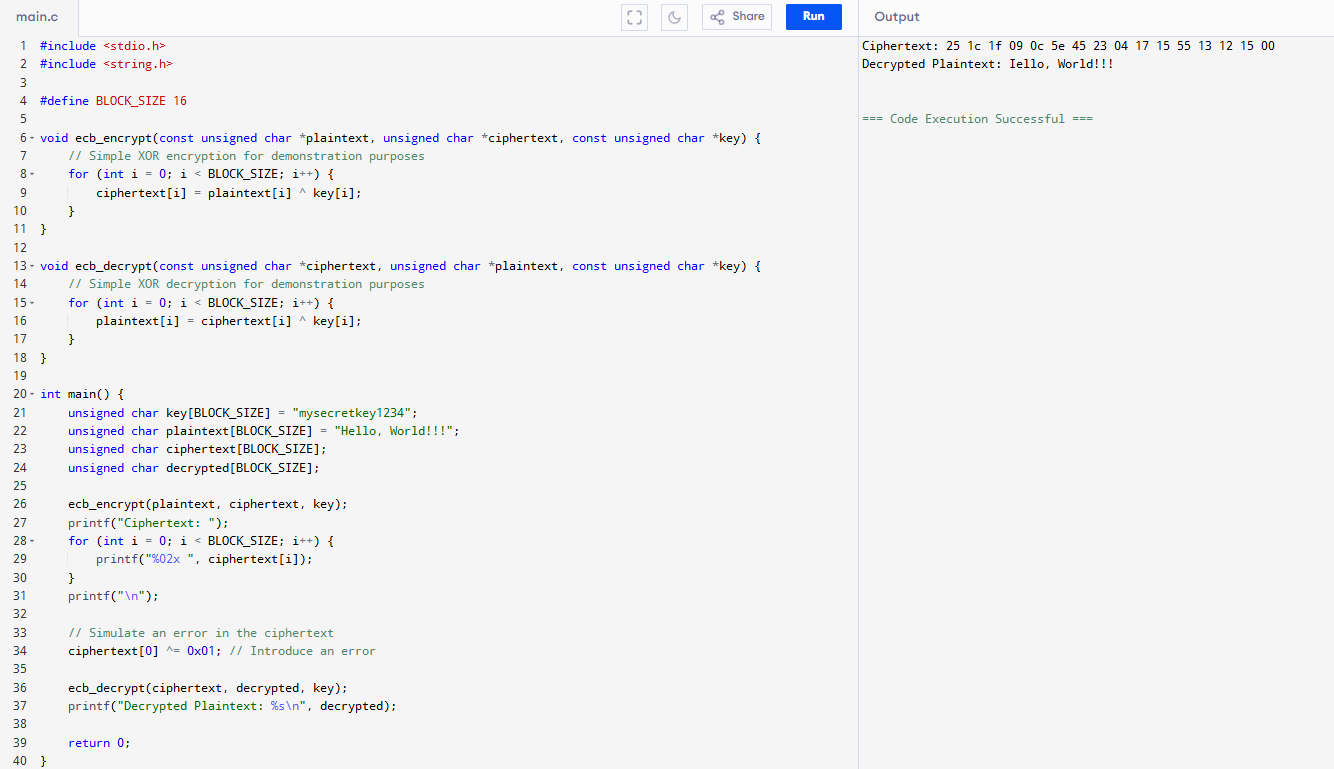 main.c
Share
Run
Output
1 #include <stdio.h>
2 #include <string.h>
3
4 #define BLOCK_SIZE 16
5
6 void ecb_encrypt(const unsigned char *plaintext, unsigned char *ciphertext, const unsigned char *key) {
7     // Simple XOR encryption for demonstration purposes
8     for (int i = 0; i < BLOCK_SIZE; i++) {
9         ciphertext[i] = plaintext[i] ^ key[i];
10     }
11 }
12
13 void ecb_decrypt(const unsigned char *ciphertext, unsigned char *plaintext, const unsigned char *key) {
14     // Simple XOR decryption for demonstration purposes
15     for (int i = 0; i < BLOCK_SIZE; i++) {
16         plaintext[i] = ciphertext[i] ^ key[i];
17     }
18 }
19
20 int main() {
21     unsigned char key[BLOCK_SIZE] = "mysecretkey1234";
22     unsigned char plaintext[BLOCK_SIZE] = "Hello, World!!!";
23     unsigned char ciphertext[BLOCK_SIZE];
24     unsigned char decrypted[BLOCK_SIZE];
25
26     ecb_encrypt(plaintext, ciphertext, key);
27     printf("Ciphertext: ");
28     for (int i = 0; i < BLOCK_SIZE; i++) {
29         printf("%02x ", ciphertext[i]);
30     }
31     printf("\n");
32
33     // Simulate an error in the ciphertext
34     ciphertext[0] ^= 0x01; // Introduce an error
35
36     ecb_decrypt(ciphertext, decrypted, key);
37     printf("Decrypted Plaintext: %s\n", decrypted);
38
39     return 0;
40 }
Ciphertext: 25 1c 1f 09 0c 5e 45 23 04 17 15 55 13 12 15 00
Decrypted Plaintext: Iello, World!!!
=== Code Execution Successful ===